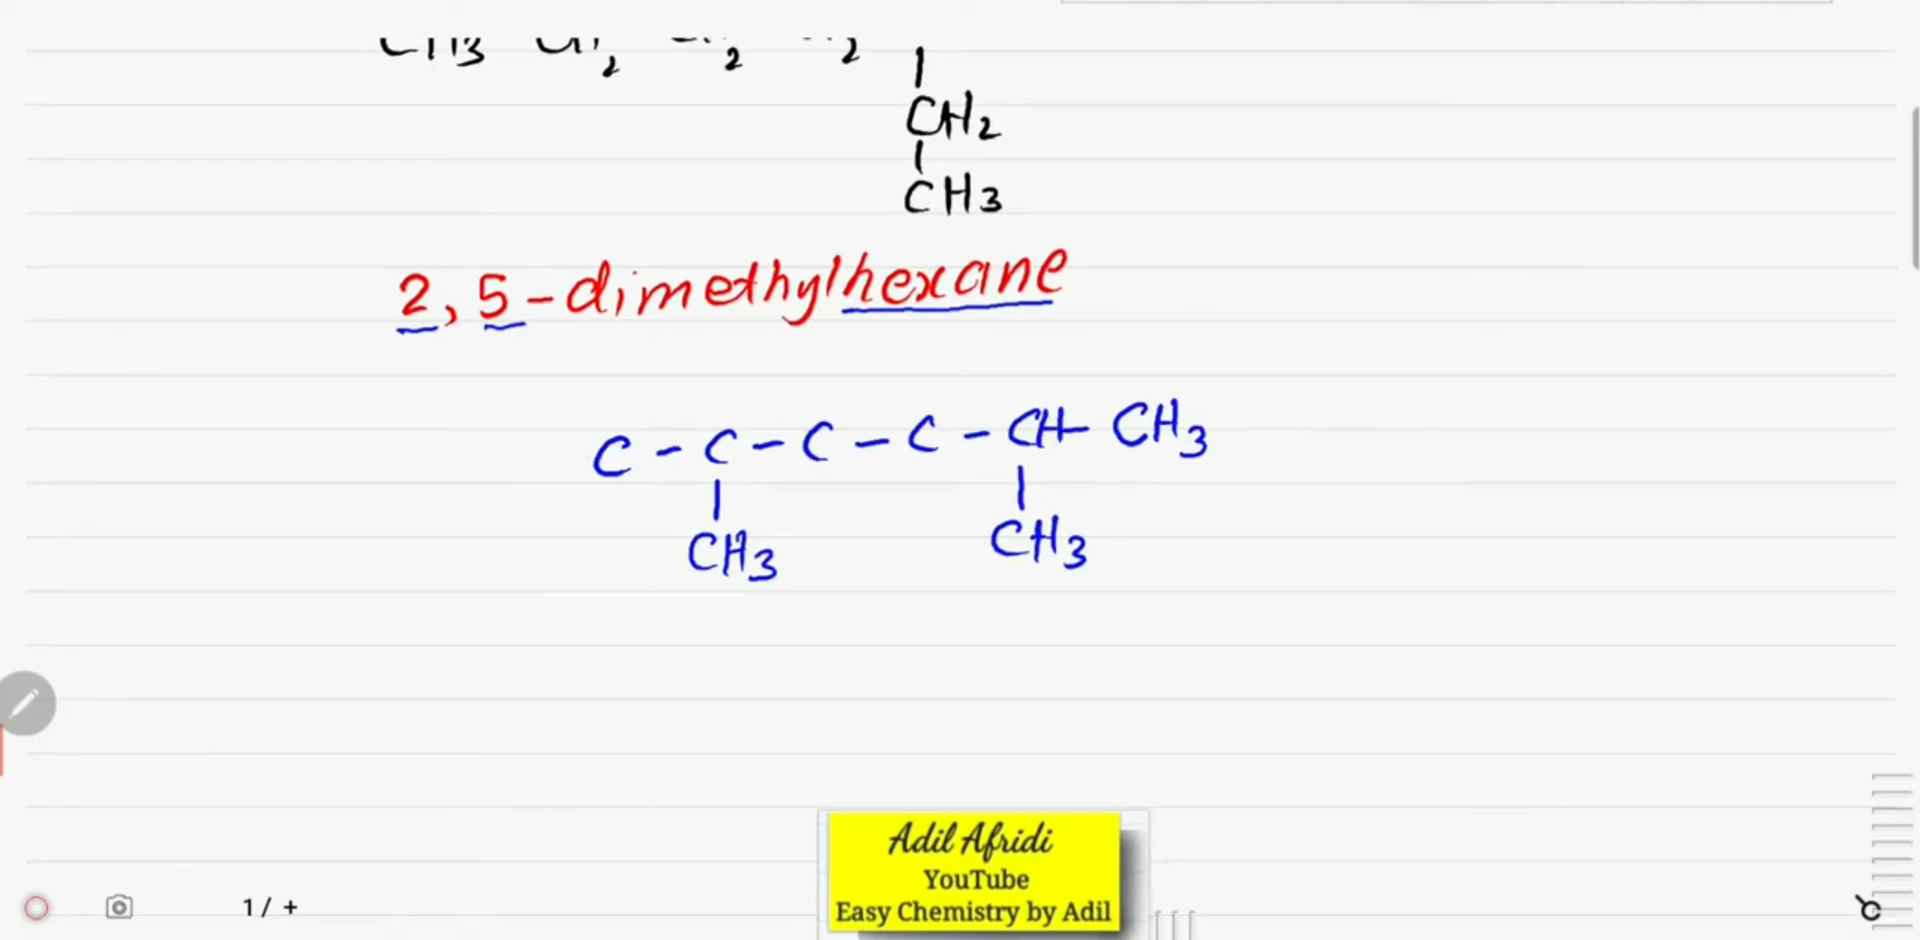 CH2
CH3
2, 5-dimethylhexane
C - C - C - C - CH - CH3
CH3 CH3
Adil Afridi
YouTube
Easy Chemistry by Adil
1 / +